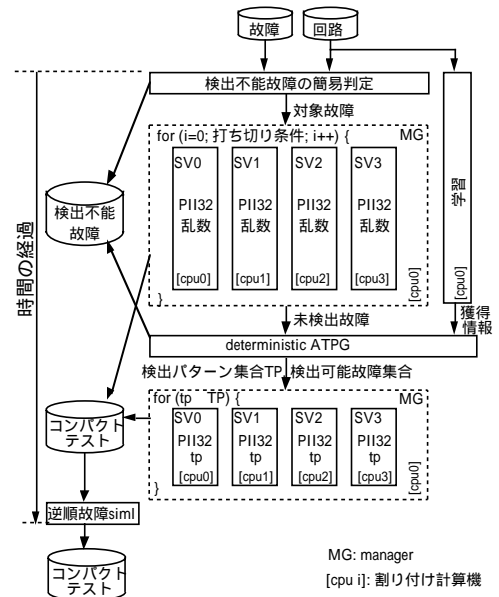 故障
回路
検出不能故障の簡易判定
対象故障
for (i=0; 打ち切り条件; i++) {
MG
SV0
SV1
SV2
SV3
PII32
乱数
PII32
乱数
PII32
乱数
PII32
乱数
[cpu0]
[cpu1]
[cpu2]
[cpu3]
[cpu0]
}
学習
[cpu0]
検出不能
故障
時間の経過
未検出故障
獲得
情報
deterministic ATPG
検出パターン集合TP, 検出可能故障集合
for (tp TP) {
MG
SV0
SV1
SV2
SV3
PII32
tp
PII32
tp
PII32
tp
PII32
tp
[cpu0]
[cpu1]
[cpu2]
[cpu3]
[cpu0]
}
コンパクト
テスト
逆順故障siml
コンパクト
テスト
MG: manager
[cpu i]: 割り付け計算機